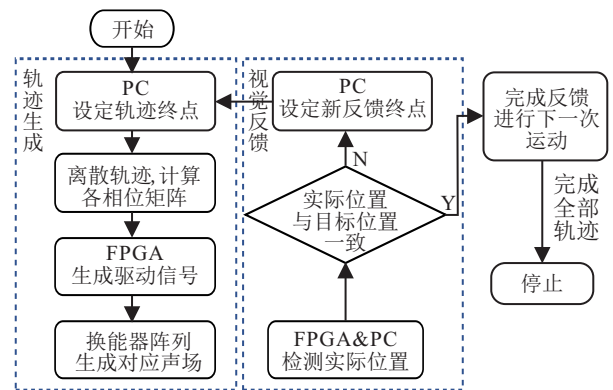 开始
轨迹生成
PC
设定轨迹终点
离散轨迹,计算
各相位矩阵
FPGA
生成驱动信号
换能器阵列
生成对应声场
视觉反馈
PC
设定新反馈终点
N
实际位置
与目标位置
一致
Y
FPGA&PC
检测实际位置
完成反馈
进行下一次
运动
完成
全部
轨迹
停止